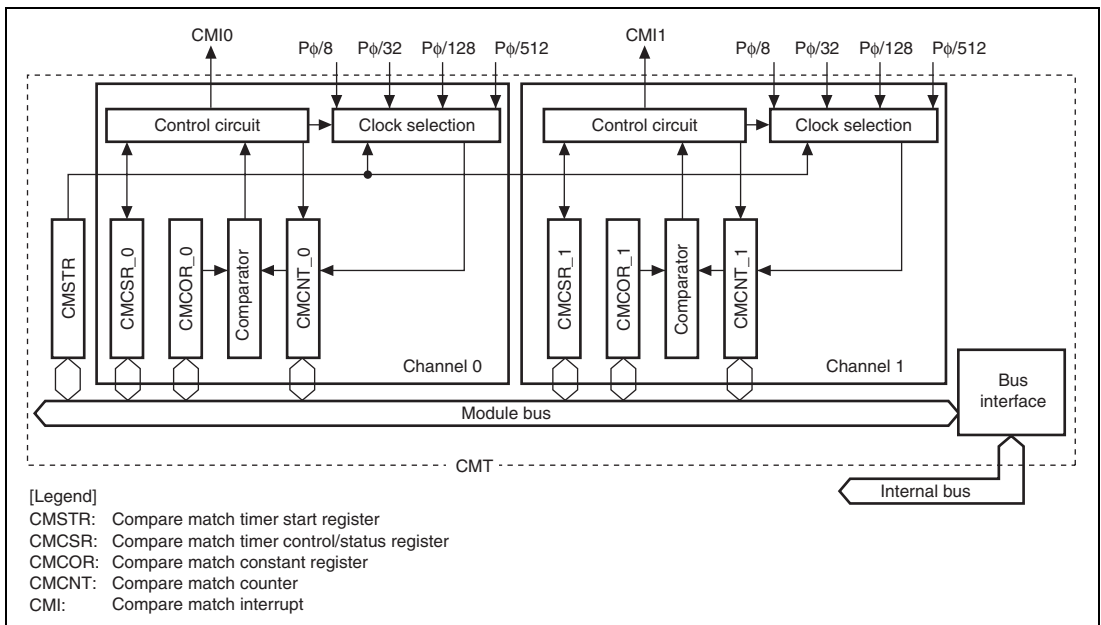 CMI0 Pφ/8 Pφ/32 Pφ/128 Pφ/512 CMI1 Pφ/8 Pφ/32 Pφ/128 Pφ/512
Control circuit Clock selection Control circuit Clock selection
CMSTR CMCSR_0 CMCOR_0 Comparator CMCNT_0 CMCSR_1 CMCOR_1 Comparator CMCNT_1
Channel 0 Channel 1
Bus
interface
Module bus
CMT
Internal bus
[Legend]
CMSTR: Compare match timer start register
CMCSR: Compare match timer control/status register
CMCOR: Compare match constant register
CMCNT: Compare match counter
CMI: Compare match interrupt